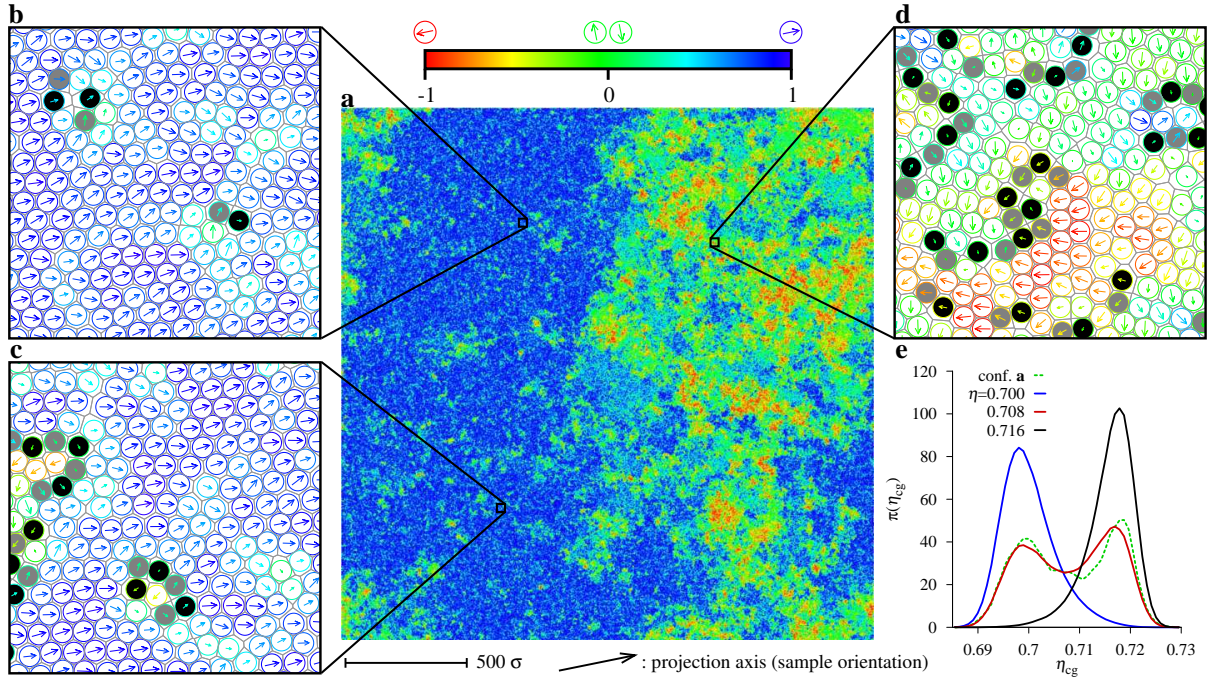 b
d
-1 0 1
a
c
e
120
100
80
60
40
20
0
π(η_cg)
conf. a
η=0.700
0.708
0.716
0.69 0.7 0.71 0.72 0.73
η_cg
500 σ
: projection axis (sample orientation)